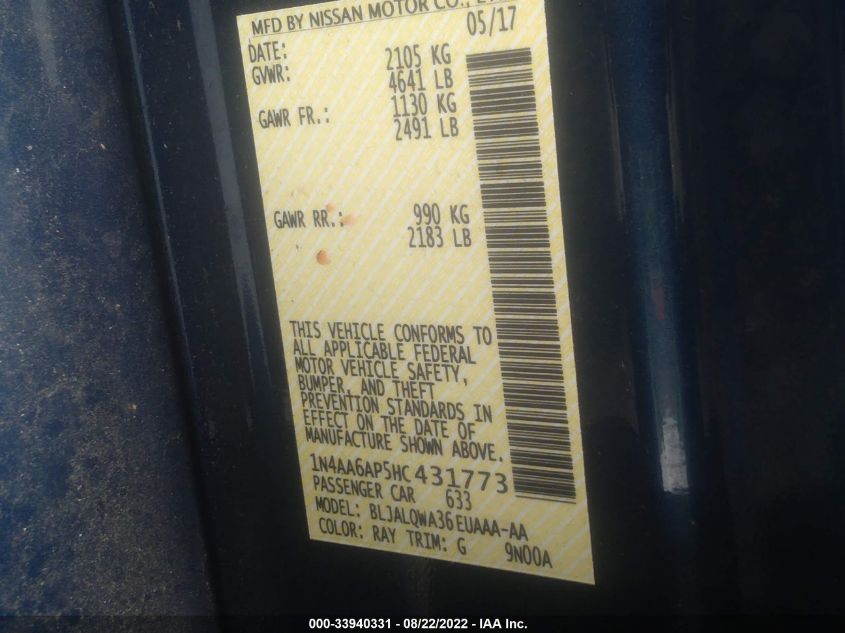 MFD BY NISSAN MOTOR CO.,
DATE: 05/17
GVWR: 2105 KG
4641 LB
GAWR FR.: 1130 KG
2491 LB
GAWR RR.: 990 KG
2183 LB
THIS VEHICLE CONFORMS TO
ALL APPLICABLE FEDERAL
MOTOR VEHICLE SAFETY,
BUMPER, AND THEFT
PREVENTION STANDARDS IN
EFFECT ON THE DATE OF
MANUFACTURE SHOWN ABOVE.
1N4AA6AP5HC431773
PASSENGER CAR 633
MODEL: BLJALQWA36EUAAA-AA
COLOR: RAY TRIM: G 9N00A
000-33940331 - 08/22/2022 - IAA Inc.